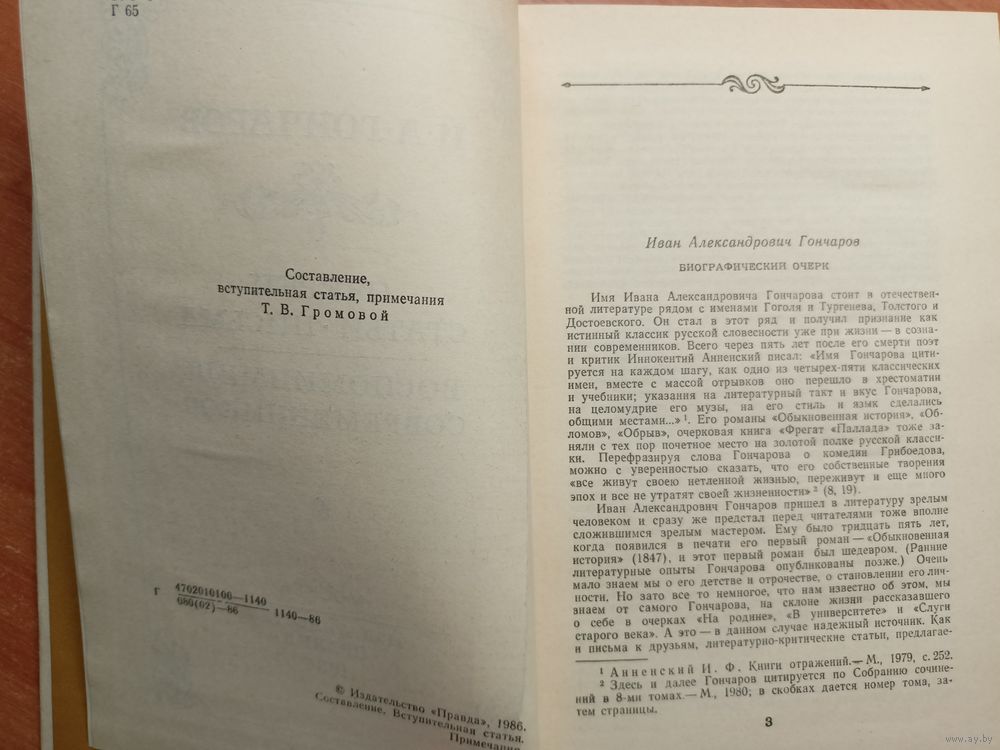 Г 65
Составление,
вступительная статья, примечания
Т. В. Громовой
Г 4702010100—1140
080(02)—86 1140—86
© Издательство «Правда», 1986.
Составление. Вступительная статья.
Примечания.
Иван Александрович Гончаров
БИОГРАФИЧЕСКИЙ ОЧЕРК
Имя Ивана Александровича Гончарова стоит в отечествен-
ной литературе рядом с именами Гоголя и Тургенева, Толстого и
Достоевского. Он стал в этот ряд и получил признание как
истинный классик русской словесности уже при жизни — в созна-
нии современников. Всего через пять лет после его смерти поэт
и критик Иннокентий Анненский писал: «Имя Гончарова цити-
руется на каждом шагу, как одно из четырех-пяти классических
имен, вместе с массой отрывков оно перешло в хрестоматии
и учебники; указания на литературный такт и вкус Гончарова,
на целомудрие его музы, на его стиль и язык сделались
общими местами...» ¹. Его романы «Обыкновенная история», «Об-
ломов», «Обрыв», очерковая книга «Фрегат «Паллада» тоже за-
няли с тех пор почетное место на золотой полке русской класси-
ки. Перефразируя слова Гончарова о комедии Грибоедова,
можно с уверенностью сказать, что его собственные творения
«все живут своею нетленной жизнью, переживут и еще много
эпох и все не утратят своей жизненности» ² (8, 19).
Иван Александрович Гончаров пришел в литературу зрелым
человеком и сразу же предстал перед читателями тоже вполне
сложившимся зрелым мастером. Ему было тридцать пять лет,
когда появился в печати его первый роман — «Обыкновенная
история» (1847), и этот первый роман был шедевром. (Ранние
литературные опыты Гончарова опубликованы позже.) Очень
мало знаем мы о его детстве и отрочестве, о становлении его лич-
ности. Но зато все то немногое, что нам известно об этом, мы
знаем от самого Гончарова, на склоне жизни рассказавшего
о себе в очерках «На родине», «В университете» и «Слуги
старого века». А это — в данном случае надежный источник. Как
и письма к друзьям, литературно-критические статьи, предлагае-
¹ Анненский И. Ф. Книги отражений.— М., 1979, с. 252.
² Здесь и далее Гончаров цитируется по Собранию сочине-
ний в 8-ми томах.— М., 1980; в скобках дается номер тома, за-
тем страницы.
3
www.ay.by